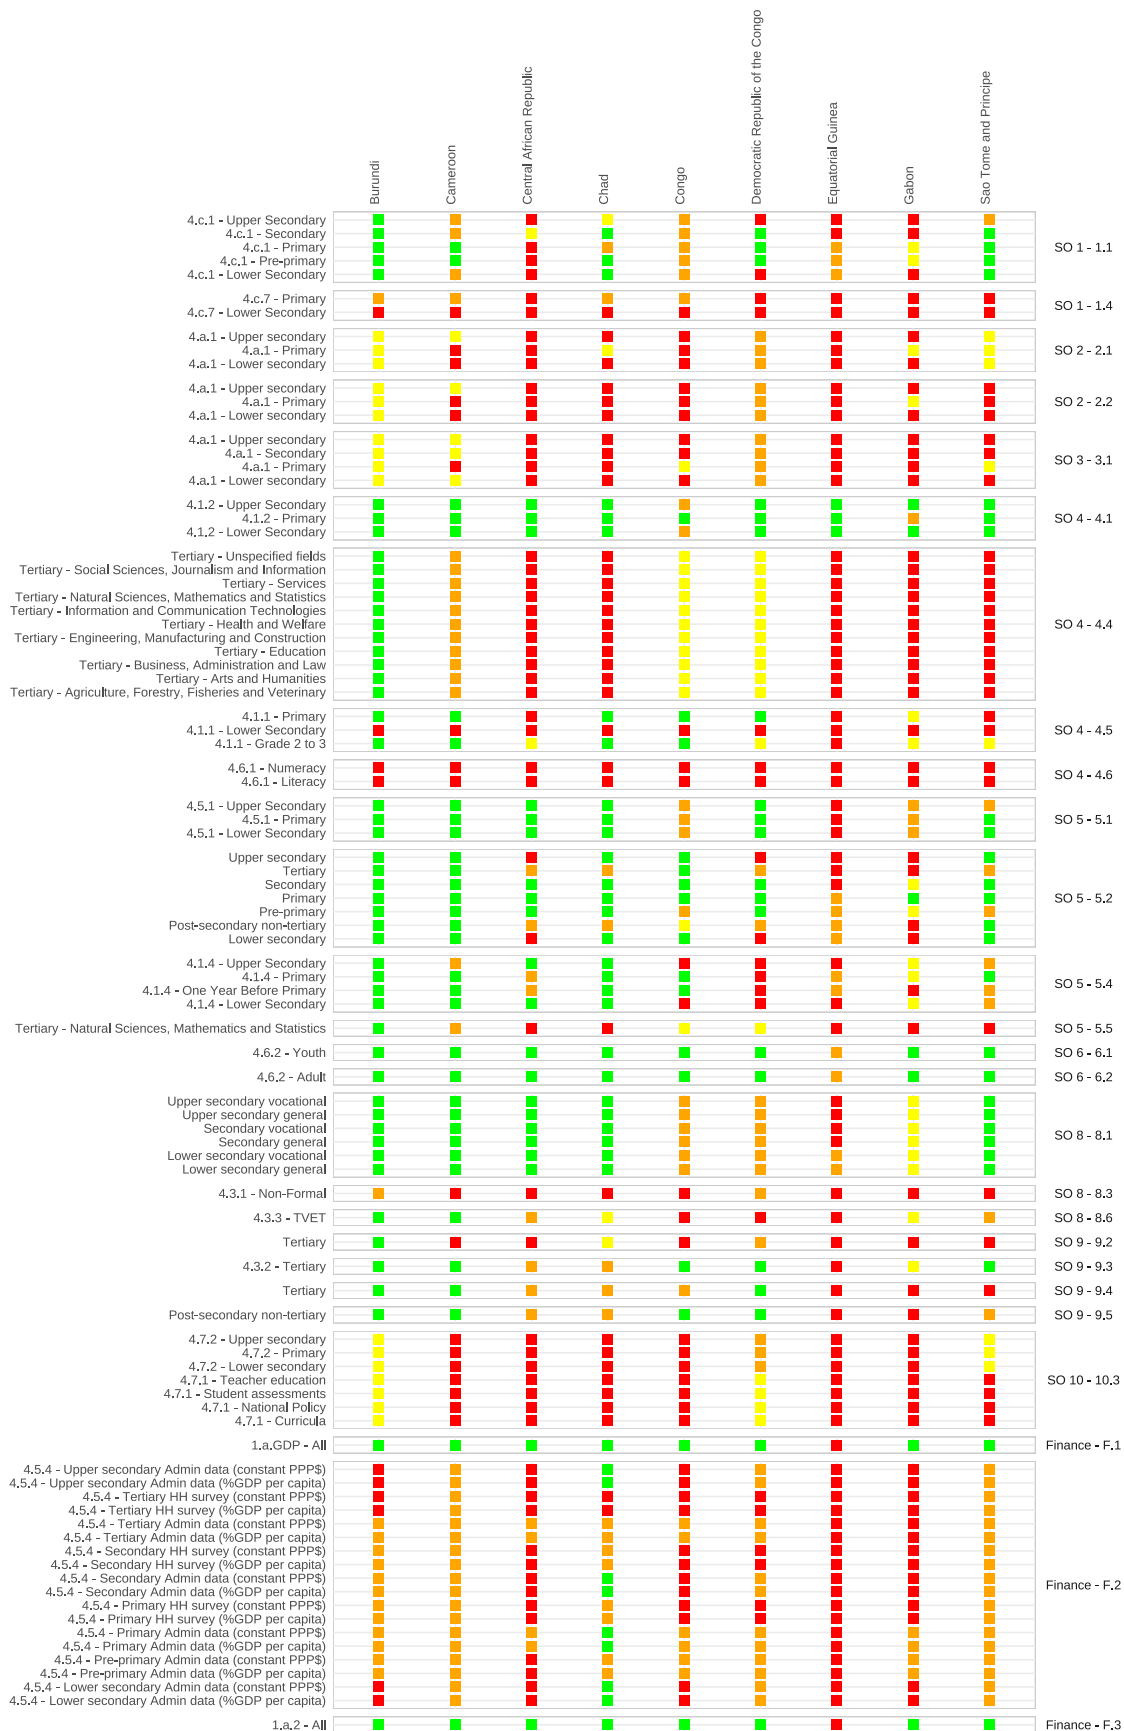 Burundi
Cameroon
Central African Republic
Chad
Congo
Democratic Republic of the Congo
Equatorial Guinea
Gabon
Sao Tome and Principe
4.c.1 - Upper Secondary
4.c.1 - Secondary
4.c.1 - Primary
4.c.1 - Pre-primary
4.c.1 - Lower Secondary
SO 1 - 1.1
4.c.7 - Primary
4.c.7 - Lower Secondary
SO 1 - 1.4
4.a.1 - Upper secondary
4.a.1 - Primary
4.a.1 - Lower secondary
SO 2 - 2.1
4.a.1 - Upper secondary
4.a.1 - Primary
4.a.1 - Lower secondary
SO 2 - 2.2
4.a.1 - Upper secondary
4.a.1 - Secondary
4.a.1 - Primary
4.a.1 - Lower secondary
SO 3 - 3.1
4.1.2 - Upper Secondary
4.1.2 - Primary
4.1.2 - Lower Secondary
SO 4 - 4.1
Tertiary - Unspecified fields
Tertiary - Social Sciences, Journalism and Information
Tertiary - Services
Tertiary - Natural Sciences, Mathematics and Statistics
Tertiary - Information and Communication Technologies
Tertiary - Health and Welfare
Tertiary - Engineering, Manufacturing and Construction
Tertiary - Education
Tertiary - Business, Administration and Law
Tertiary - Arts and Humanities
Tertiary - Agriculture, Forestry, Fisheries and Veterinary
SO 4 - 4.4
4.1.1 - Primary
4.1.1 - Lower Secondary
4.1.1 - Grade 2 to 3
SO 4 - 4.5
4.6.1 - Numeracy
4.6.1 - Literacy
SO 4 - 4.6
4.5.1 - Upper Secondary
4.5.1 - Primary
4.5.1 - Lower Secondary
SO 5 - 5.1
Upper secondary
Tertiary
Secondary
Primary
Pre-primary
Post-secondary non-tertiary
Lower secondary
SO 5 - 5.2
4.1.4 - Upper Secondary
4.1.4 - Primary
4.1.4 - One Year Before Primary
4.1.4 - Lower Secondary
SO 5 - 5.4
Tertiary - Natural Sciences, Mathematics and Statistics
SO 5 - 5.5
4.6.2 - Youth
SO 6 - 6.1
4.6.2 - Adult
SO 6 - 6.2
Upper secondary vocational
Upper secondary general
Secondary vocational
Secondary general
Lower secondary vocational
Lower secondary general
SO 8 - 8.1
4.3.1 - Non-Formal
SO 8 - 8.3
4.3.3 - TVET
SO 8 - 8.6
Tertiary
SO 9 - 9.2
4.3.2 - Tertiary
SO 9 - 9.3
Tertiary
SO 9 - 9.4
Post-secondary non-tertiary
SO 9 - 9.5
4.7.2 - Upper secondary
4.7.2 - Primary
4.7.2 - Lower secondary
4.7.1 - Teacher education
4.7.1 - Student assessments
4.7.1 - National Policy
4.7.1 - Curricula
SO 10 - 10.3
1.a.GDP - All
Finance - F.1
4.5.4 - Upper secondary Admin data (constant PPP$)
4.5.4 - Upper secondary Admin data (%GDP per capita)
4.5.4 - Tertiary HH survey (constant PPP$)
4.5.4 - Tertiary HH survey (%GDP per capita)
4.5.4 - Tertiary Admin data (constant PPP$)
4.5.4 - Tertiary Admin data (%GDP per capita)
4.5.4 - Secondary HH survey (constant PPP$)
4.5.4 - Secondary HH survey (%GDP per capita)
4.5.4 - Secondary Admin data (constant PPP$)
4.5.4 - Secondary Admin data (%GDP per capita)
4.5.4 - Primary HH survey (constant PPP$)
4.5.4 - Primary HH survey (%GDP per capita)
4.5.4 - Primary Admin data (constant PPP$)
4.5.4 - Primary Admin data (%GDP per capita)
4.5.4 - Pre-primary Admin data (constant PPP$)
4.5.4 - Pre-primary Admin data (%GDP per capita)
4.5.4 - Lower secondary Admin data (constant PPP$)
4.5.4 - Lower secondary Admin data (%GDP per capita)
Finance - F.2
1.a.2 - All
Finance - F.3